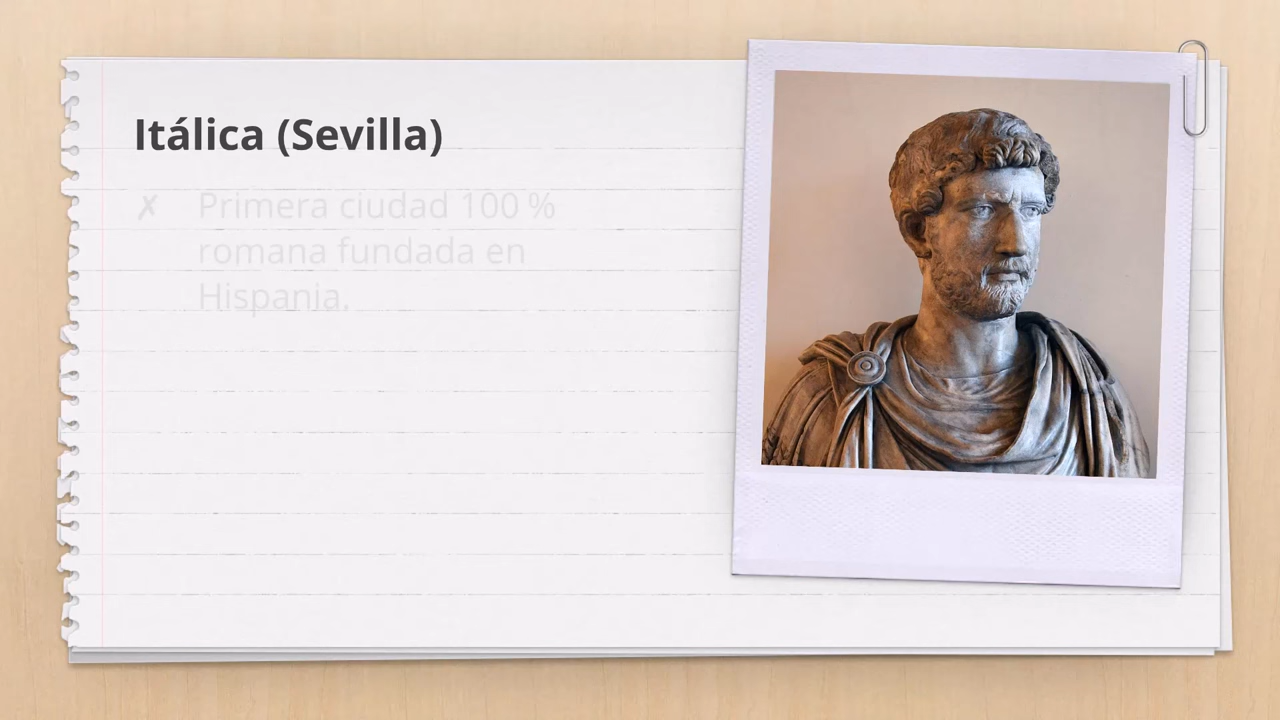 Itálica (Sevilla)
✗ Primera ciudad 100 %
romana fundada en
Hispania.